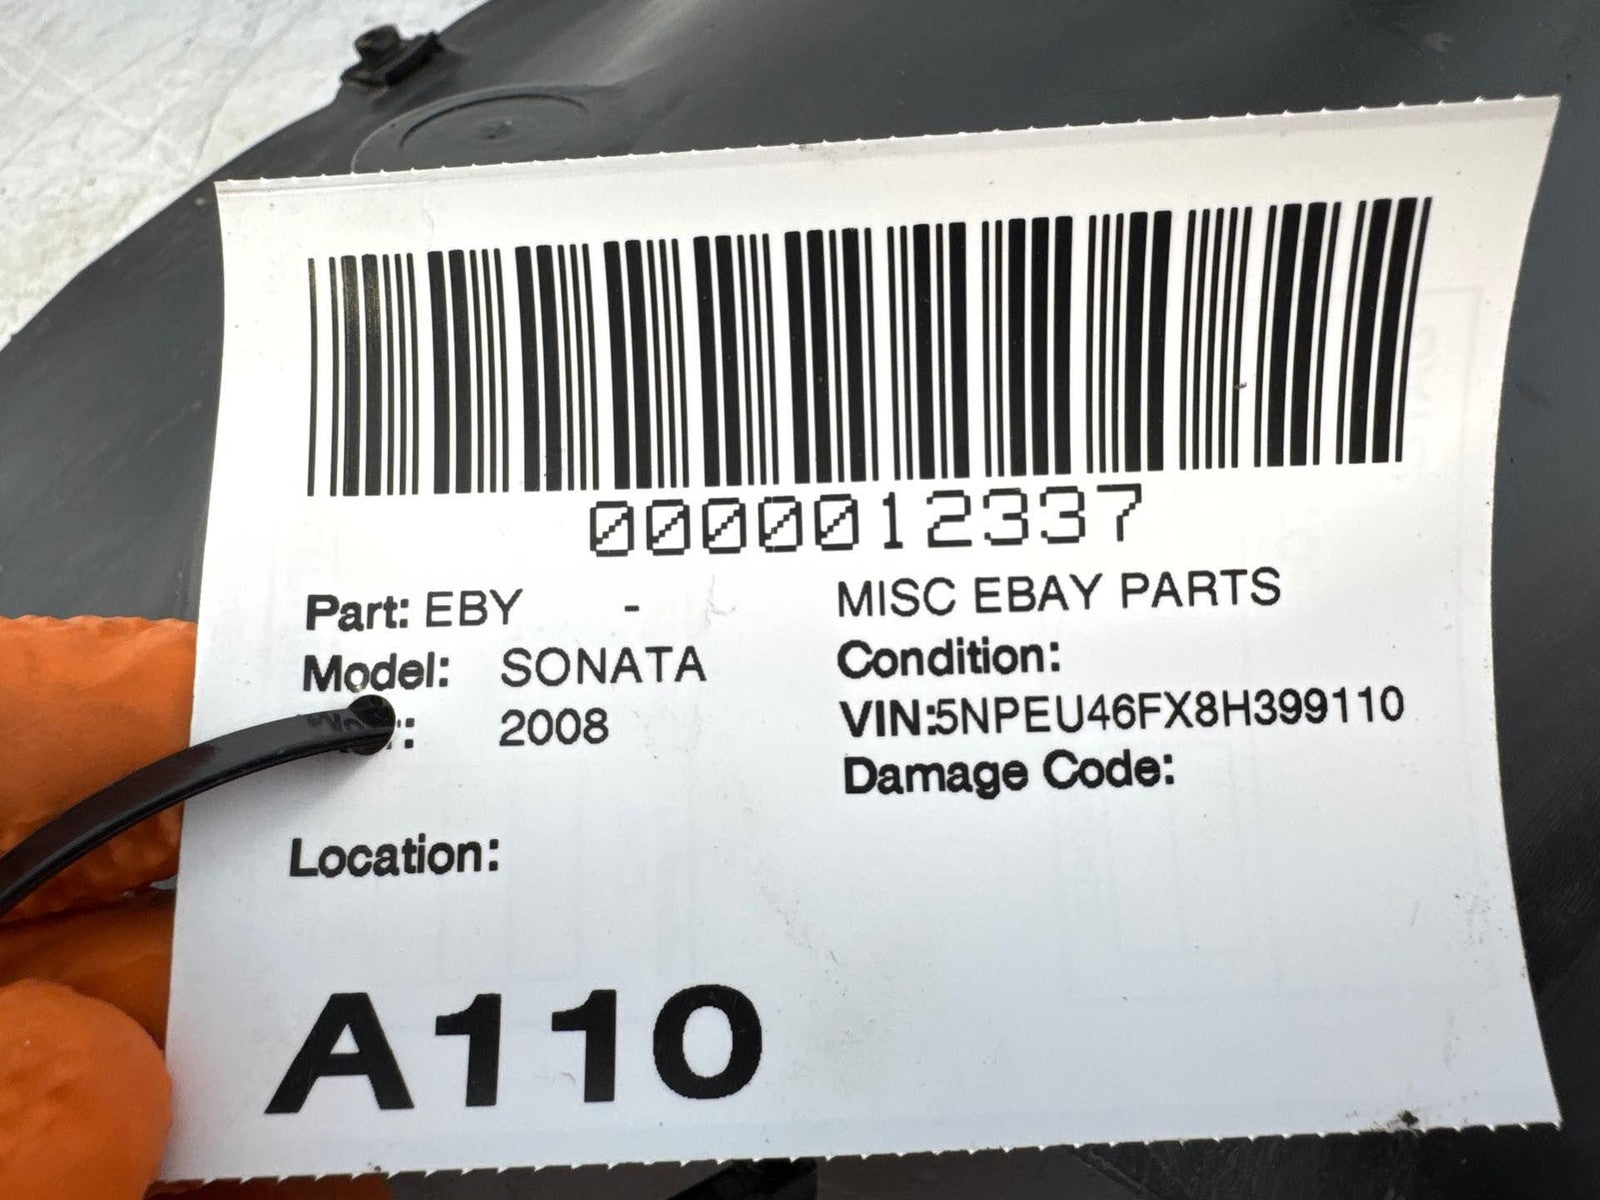 0000012337
Part: EBY - MISC EBAY PARTS
Model: SONATA Condition:
2008 VIN:5NPEU46FX8H399110
Damage Code:
Location:
A110